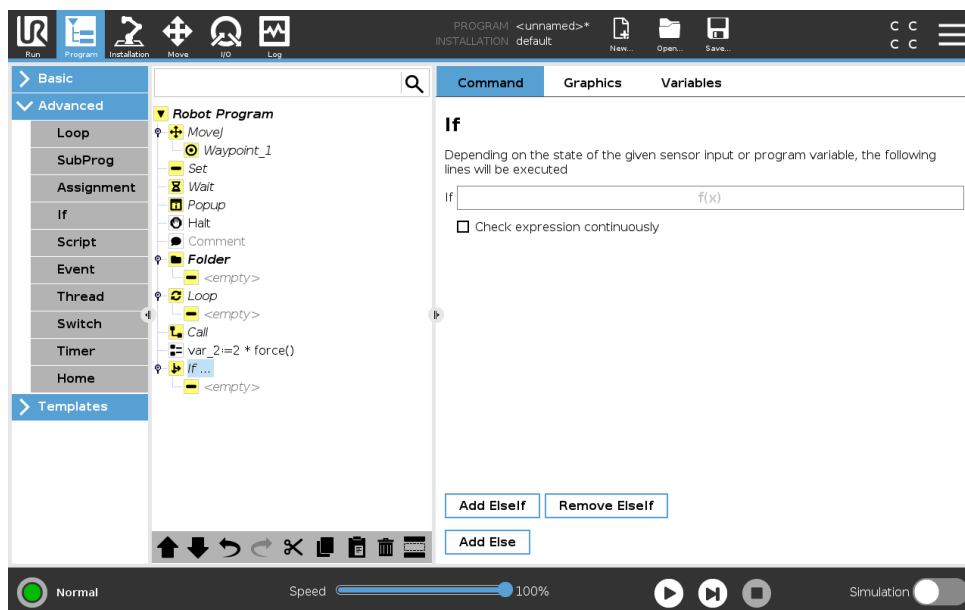 PROGRAM <unnamed>*
INSTALLATION default
UR
Run
Program
Installation
Move
I/O
Log
New...
Open...
Save...
C C
C C
Basic
Advanced
Loop
SubProg
Assignment
If
Script
Event
Thread
Switch
Timer
Home
Templates
Robot Program
MoveJ
Waypoint_1
Set
Wait
Popup
Halt
Comment
Folder
<empty>
Loop
<empty>
Call
var_2:=2 * force()
If ...
<empty>
Command
Graphics
Variables
If
Depending on the state of the given sensor input or program variable, the following
lines will be executed
If f(x)
Check expression continuously
Add ElseIf
Remove ElseIf
Add Else
Normal
Speed 100%
Simulation